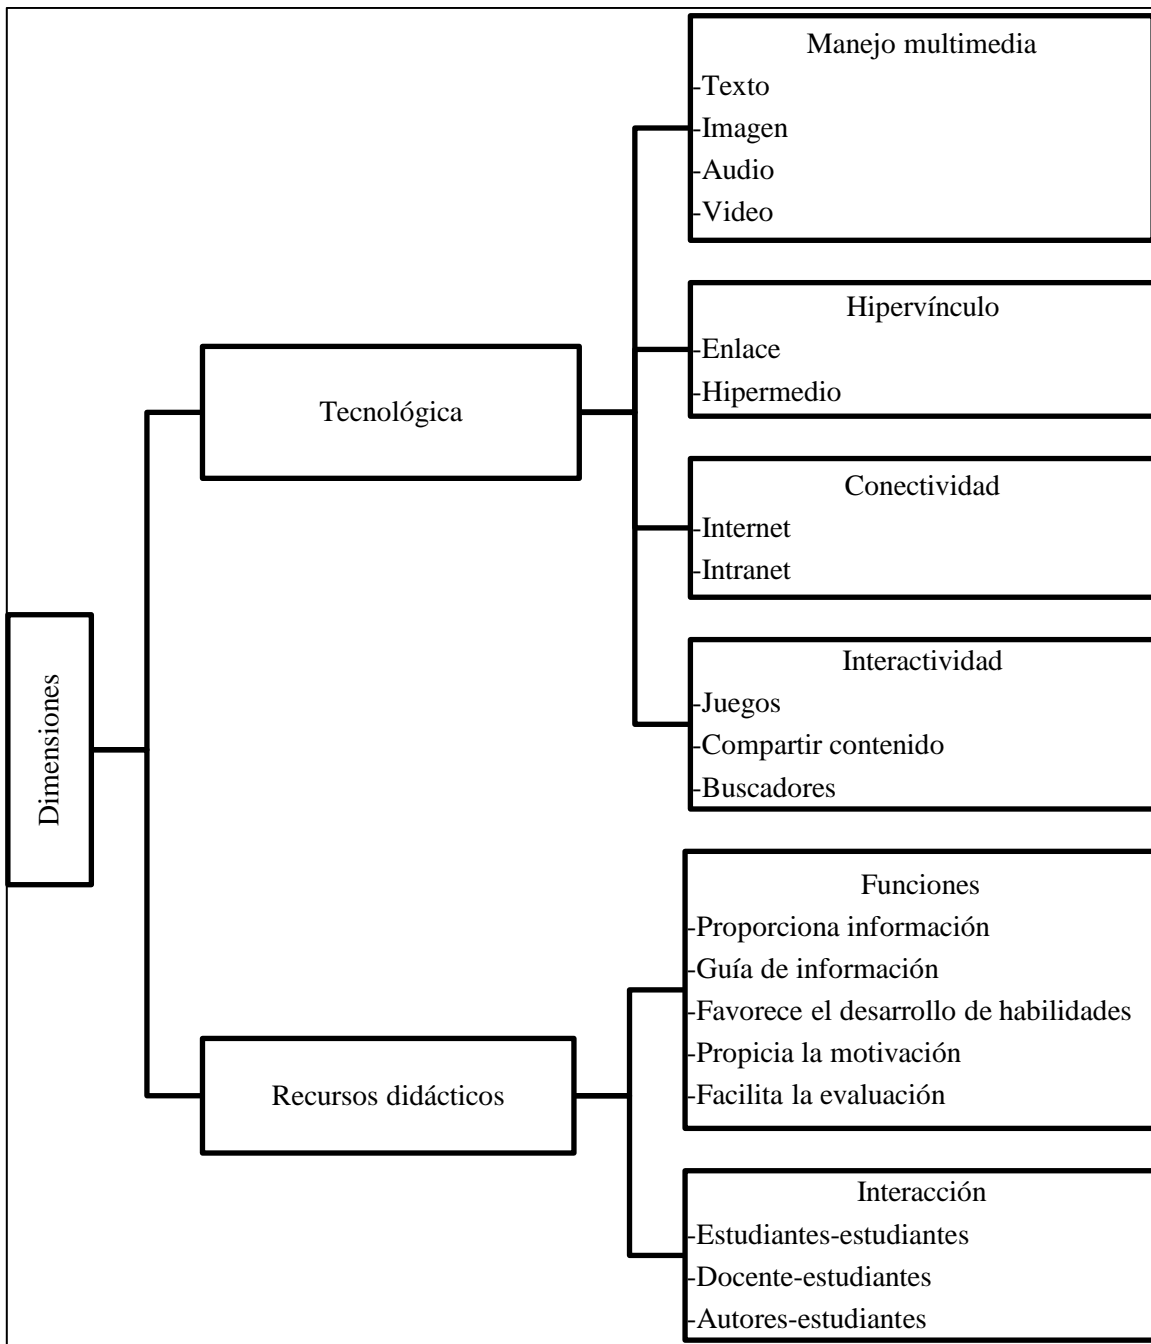 Dimensiones
Tecnológica
Manejo multimedia
-Texto
-Imagen
-Audio
-Video
Hipervínculo
-Enlace
-Hipermedio
Conectividad
-Internet
-Intranet
Interactividad
-Juegos
-Compartir contenido
-Buscadores
Recursos didácticos
Funciones
-Proporciona información
-Guía de información
-Favorece el desarrollo de habilidades
-Propicia la motivación
-Facilita la evaluación
Interacción
-Estudiantes-estudiantes
-Docente-estudiantes
-Autores-estudiantes